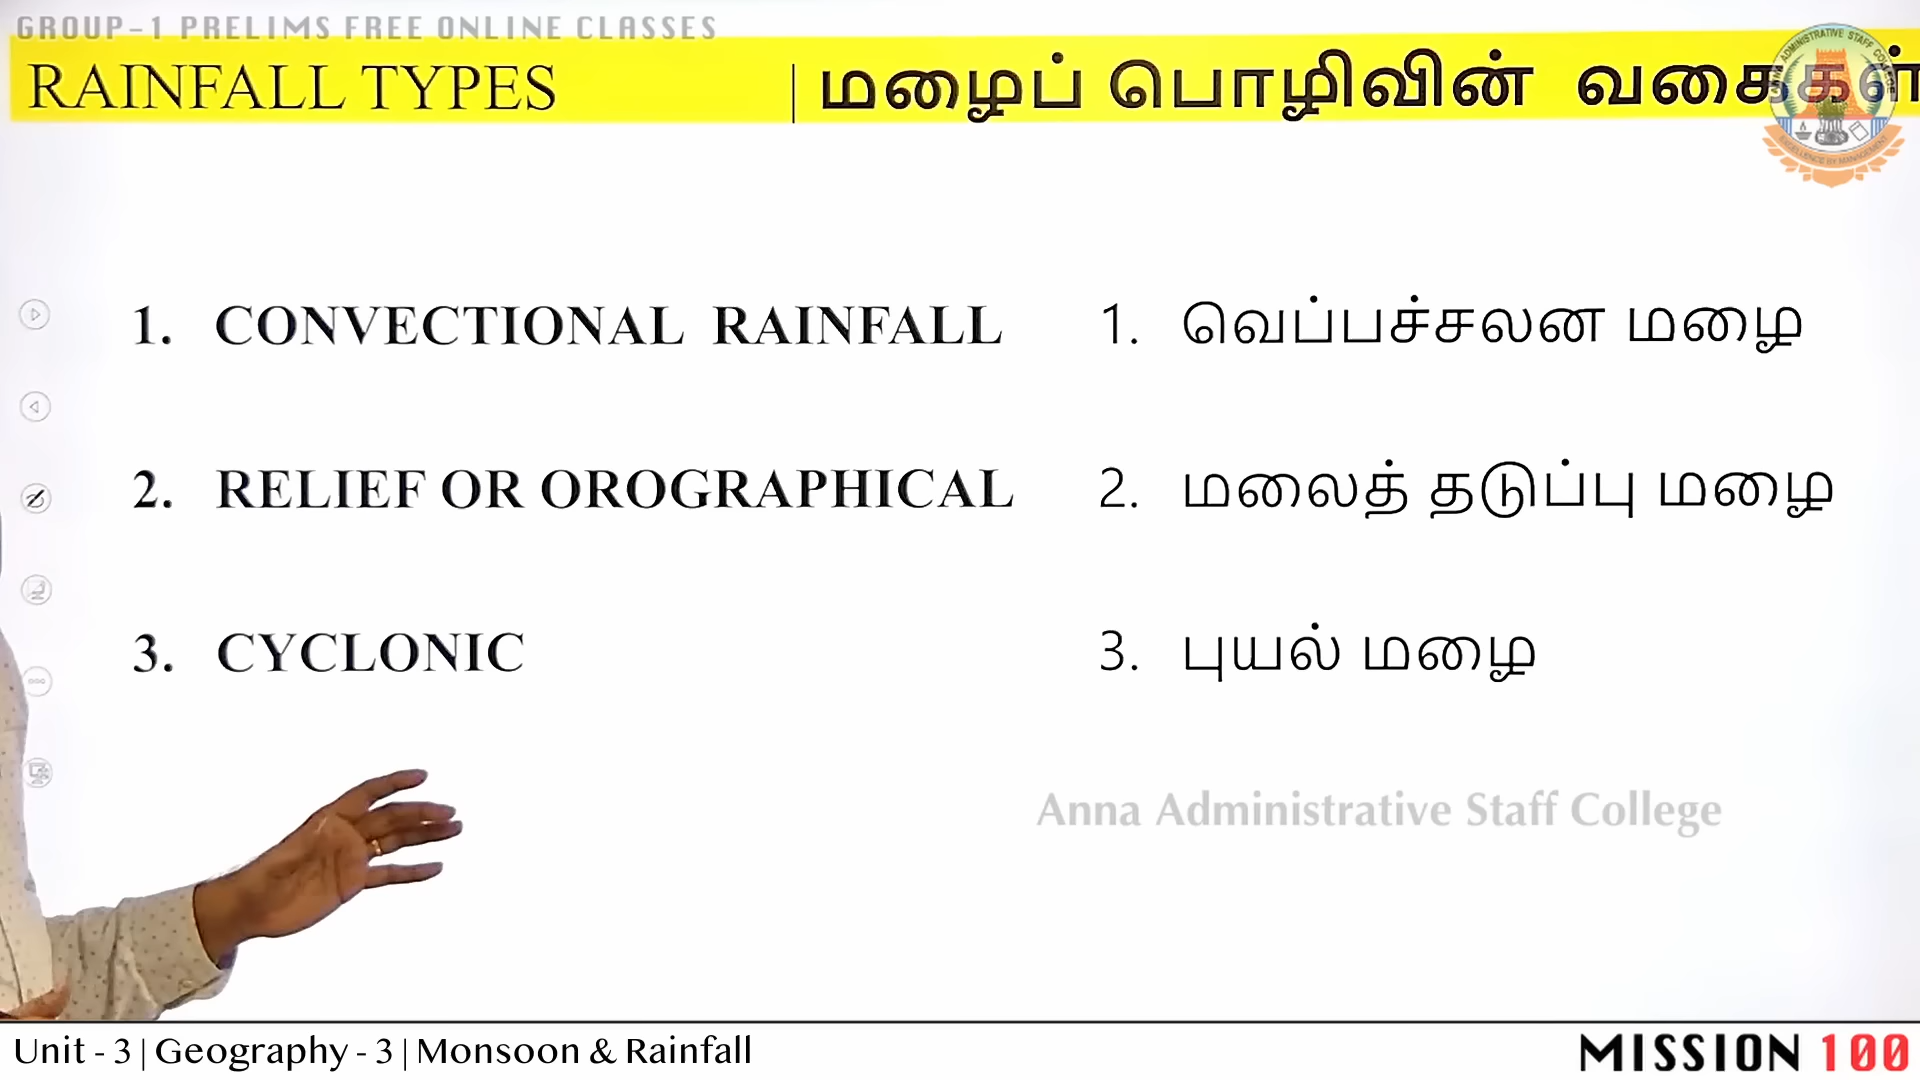 GROUP-1 PRELIMS FREE ONLINE CLASSES
RAINFALL TYPES | மழைப் பொழிவின் வகைகள்
1. CONVECTIONAL RAINFALL 1. வெப்பச்சலன மழை
2. RELIEF OR OROGRAPHICAL 2. மலைத் தடுப்பு மழை
3. CYCLONIC 3. புயல் மழை
Anna Administrative Staff College
Unit - 3 | Geography - 3 | Monsoon & Rainfall MISSION 100